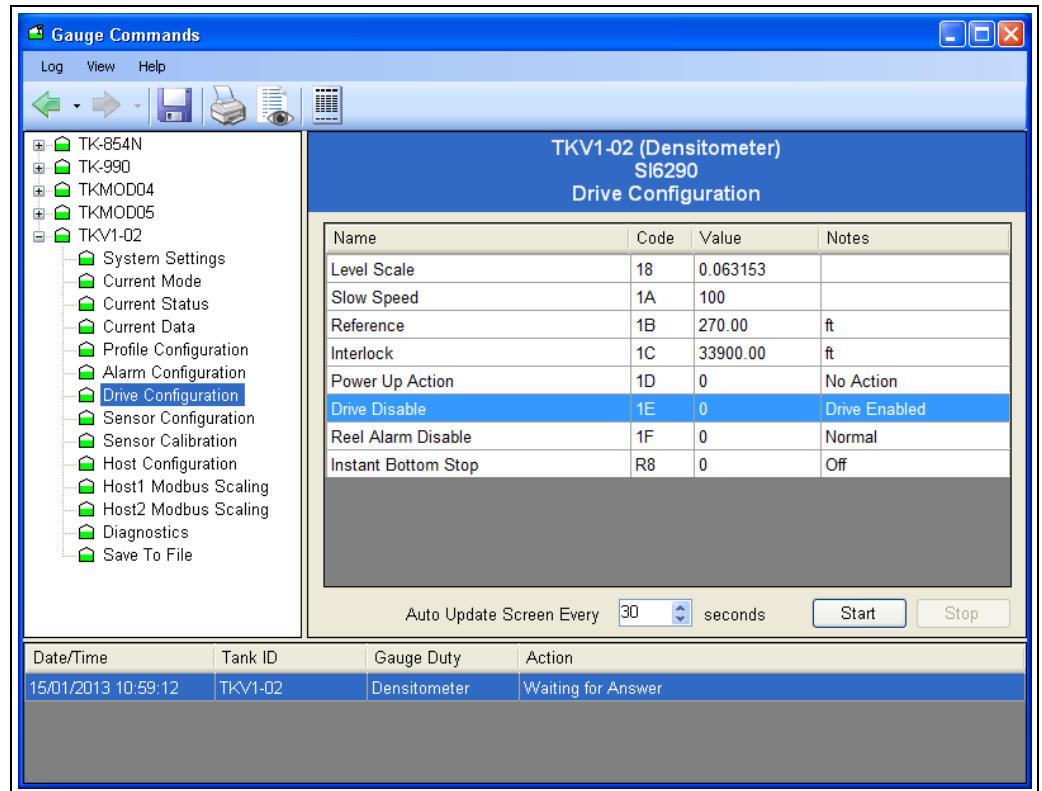 Gauge Commands
Log View Help
TK-854N
TK-990
TKMOD04
TKMOD05
TKV1-02
System Settings
Current Mode
Current Status
Current Data
Profile Configuration
Alarm Configuration
Drive Configuration
Sensor Configuration
Sensor Calibration
Host Configuration
Host1 Modbus Scaling
Host2 Modbus Scaling
Diagnostics
Save To File
TKV1-02 (Densitometer)
SI6290
Drive Configuration
Name Code Value Notes
Level Scale 18 0.063153
Slow Speed 1A 100
Reference 1B 270.00 ft
Interlock 1C 33900.00 ft
Power Up Action 1D 0 No Action
Drive Disable 1E 0 Drive Enabled
Reel Alarm Disable 1F 0 Normal
Instant Bottom Stop R8 0 Off
Auto Update Screen Every 30 seconds Start Stop
Date/Time Tank ID Gauge Duty Action
15/01/2013 10:59:12 TKV1-02 Densitometer Waiting for Answer